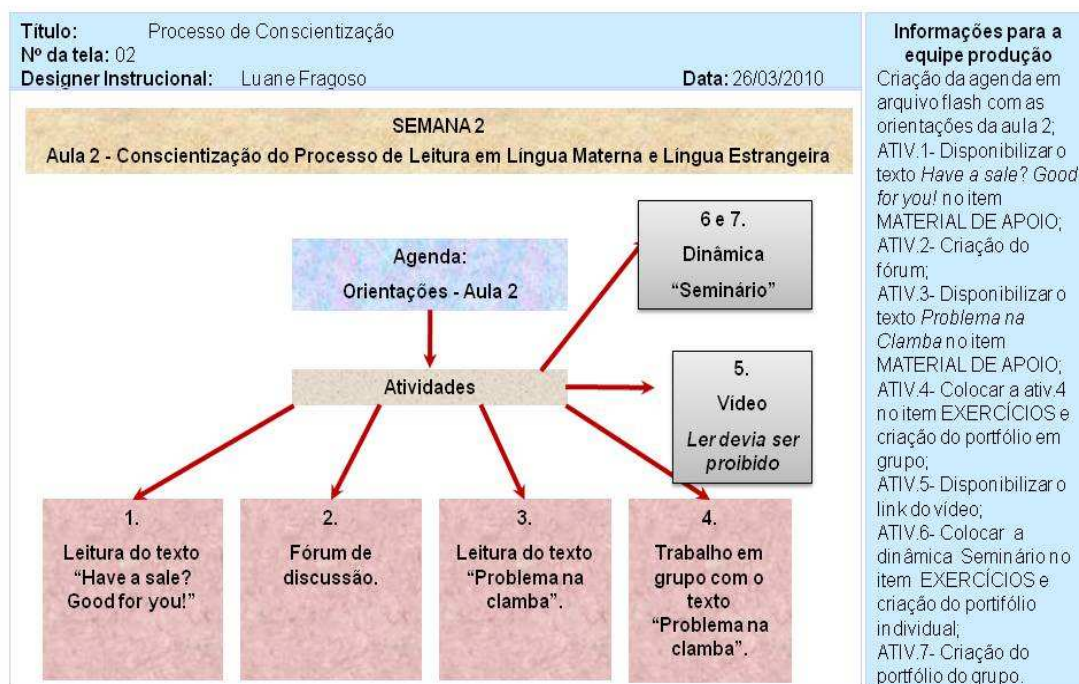 Título: Processo de Conscientização
Nº da tela: 02
Designer Instrucional: Luane Fragoso Data: 26/03/2010
SEMANA 2
Aula 2 - Conscientização do Processo de Leitura em Língua Materna e Língua Estrangeira
Agenda:
Orientações - Aula 2
Atividades
6 e 7.
Dinâmica
“Seminário”
5.
Vídeo
Ler devia ser
proibido
1.
Leitura do texto
“Have a sale?
Good for you!”
2.
Fórum de
discussão.
3.
Leitura do texto
“Problema na
clamba”.
4.
Trabalho em
grupo com o
texto
“Problema na
clamba”.
Informações para a
equipe produção
Criação da agenda em
arquivo flash com as
orientações da aula 2;
ATIV.1- Disponibilizar o
texto Have a sale? Good
for you! no item
MATERIAL DE APOIO;
ATIV.2- Criação do
fórum;
ATIV.3- Disponibilizar o
texto Problema na
Clamba no item
MATERIAL DE APOIO;
ATIV.4- Colocar a ativ.4
no item EXERCÍCIOS e
criação do portfólio em
grupo;
ATIV.5- Disponibilizar o
link do vídeo;
ATIV.6- Colocar a
dinâmica Seminário no
item EXERCÍCIOS e
criação do portifólio
individual;
ATIV.7- Criação do
portfólio do grupo.